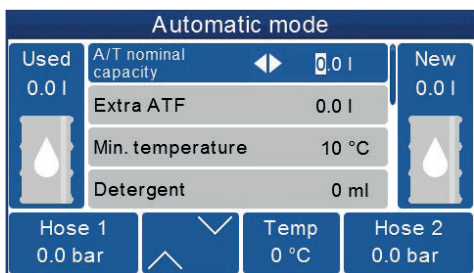 Automatic mode
Used
0.0 l
A/T nominal
capacity
0.0 l
Extra ATF
0.0 l
Min. temperature
10 °C
Detergent
0 ml
New
0.0 l
Hose 1
0.0 bar
Temp
0 °C
Hose 2
0.0 bar